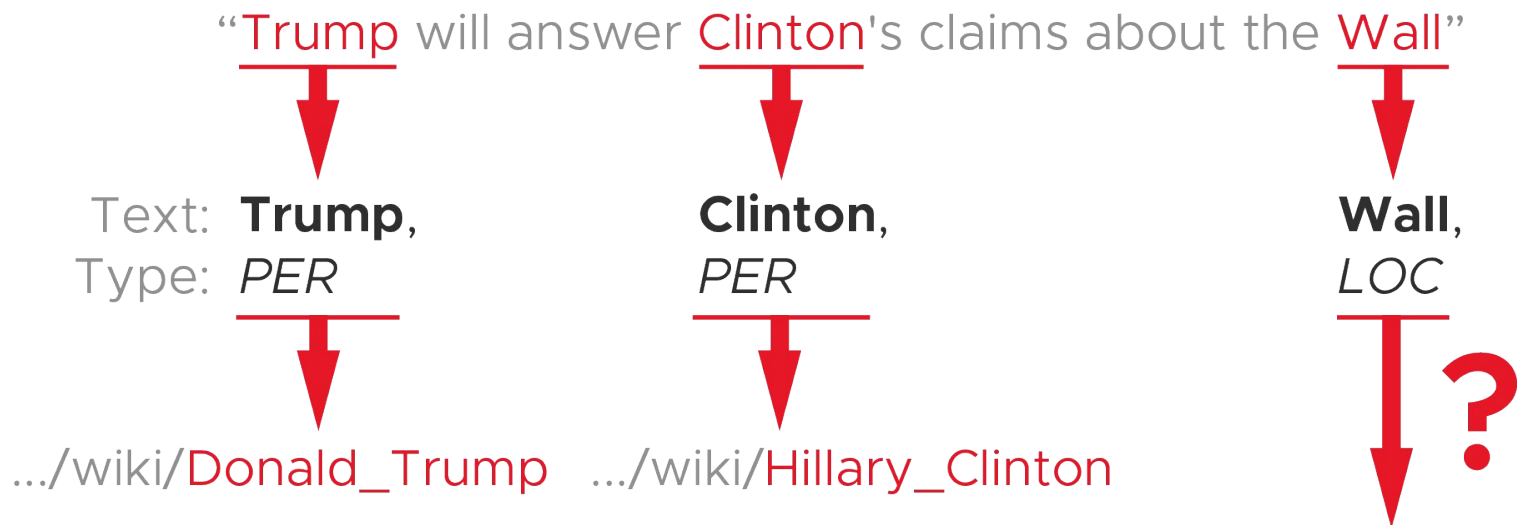 “Trump will answer Clinton's claims about the Wall”
Text: Trump, Clinton, Wall,
Type: PER PER LOC
?
.../wiki/Donald_Trump .../wiki/Hillary_Clinton